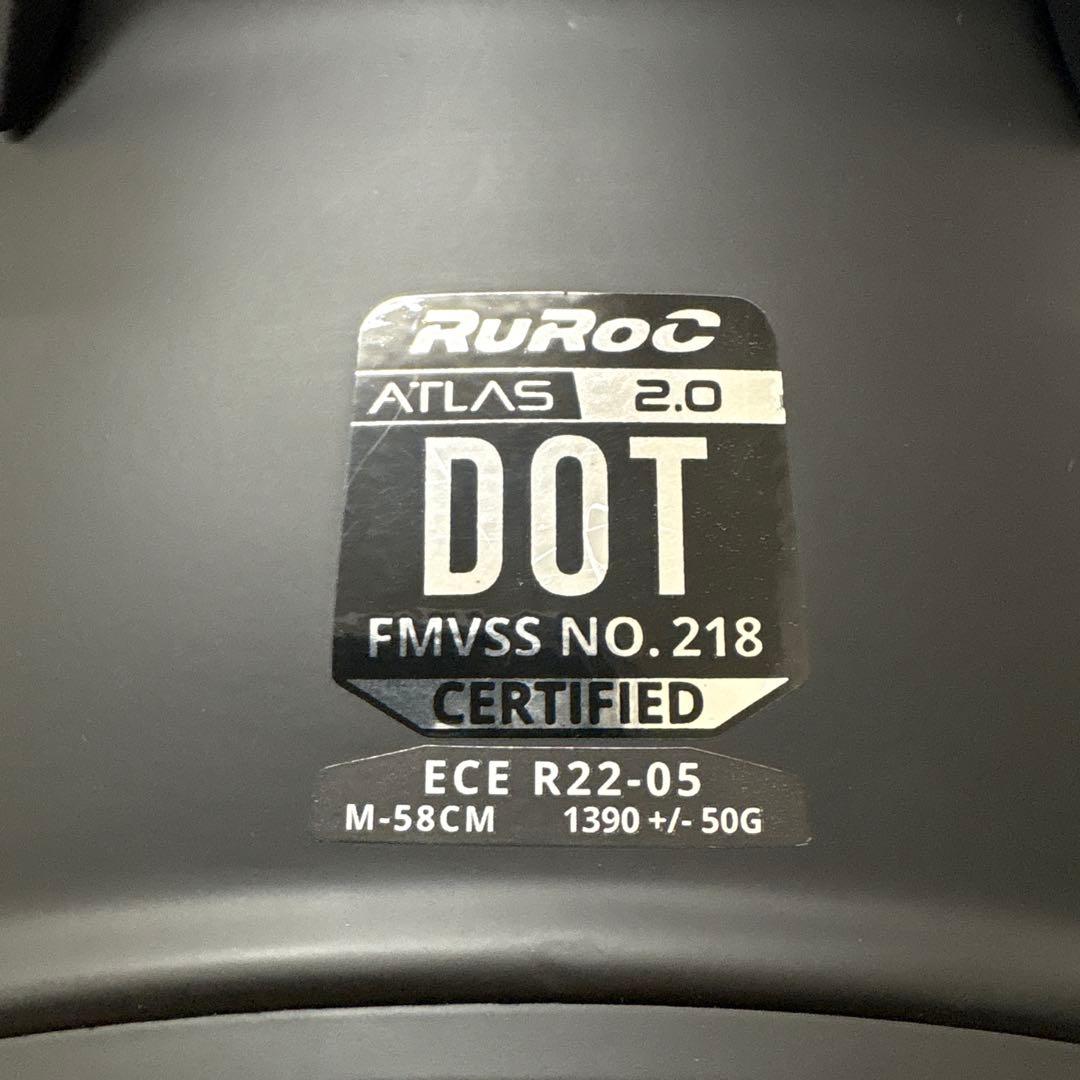 RUROC
ATLAS 2.0
DOT
FMVSS NO. 218
CERTIFIED
ECE R22-05
M-58CM 1390 +/- 50G